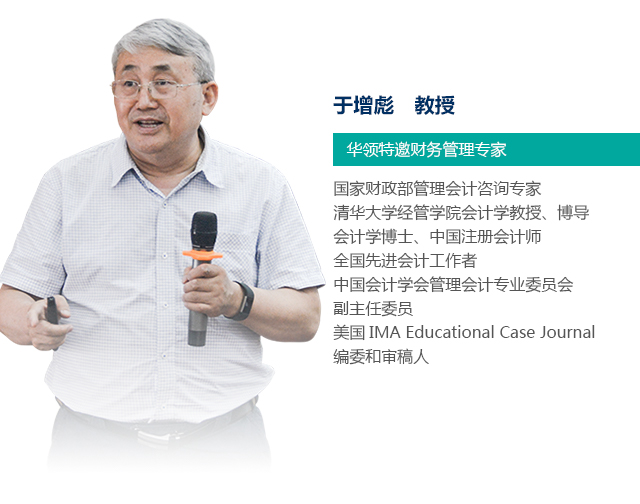 于增彪 教授
华领特邀财务管理专家
国家财政部管理会计咨询专家
清华大学经管学院会计学教授、博导
会计学博士、中国注册会计师
全国先进会计工作者
中国会计学会管理会计专业委员会
副主任委员
美国 IMA Educational Case Journal
编委和审稿人